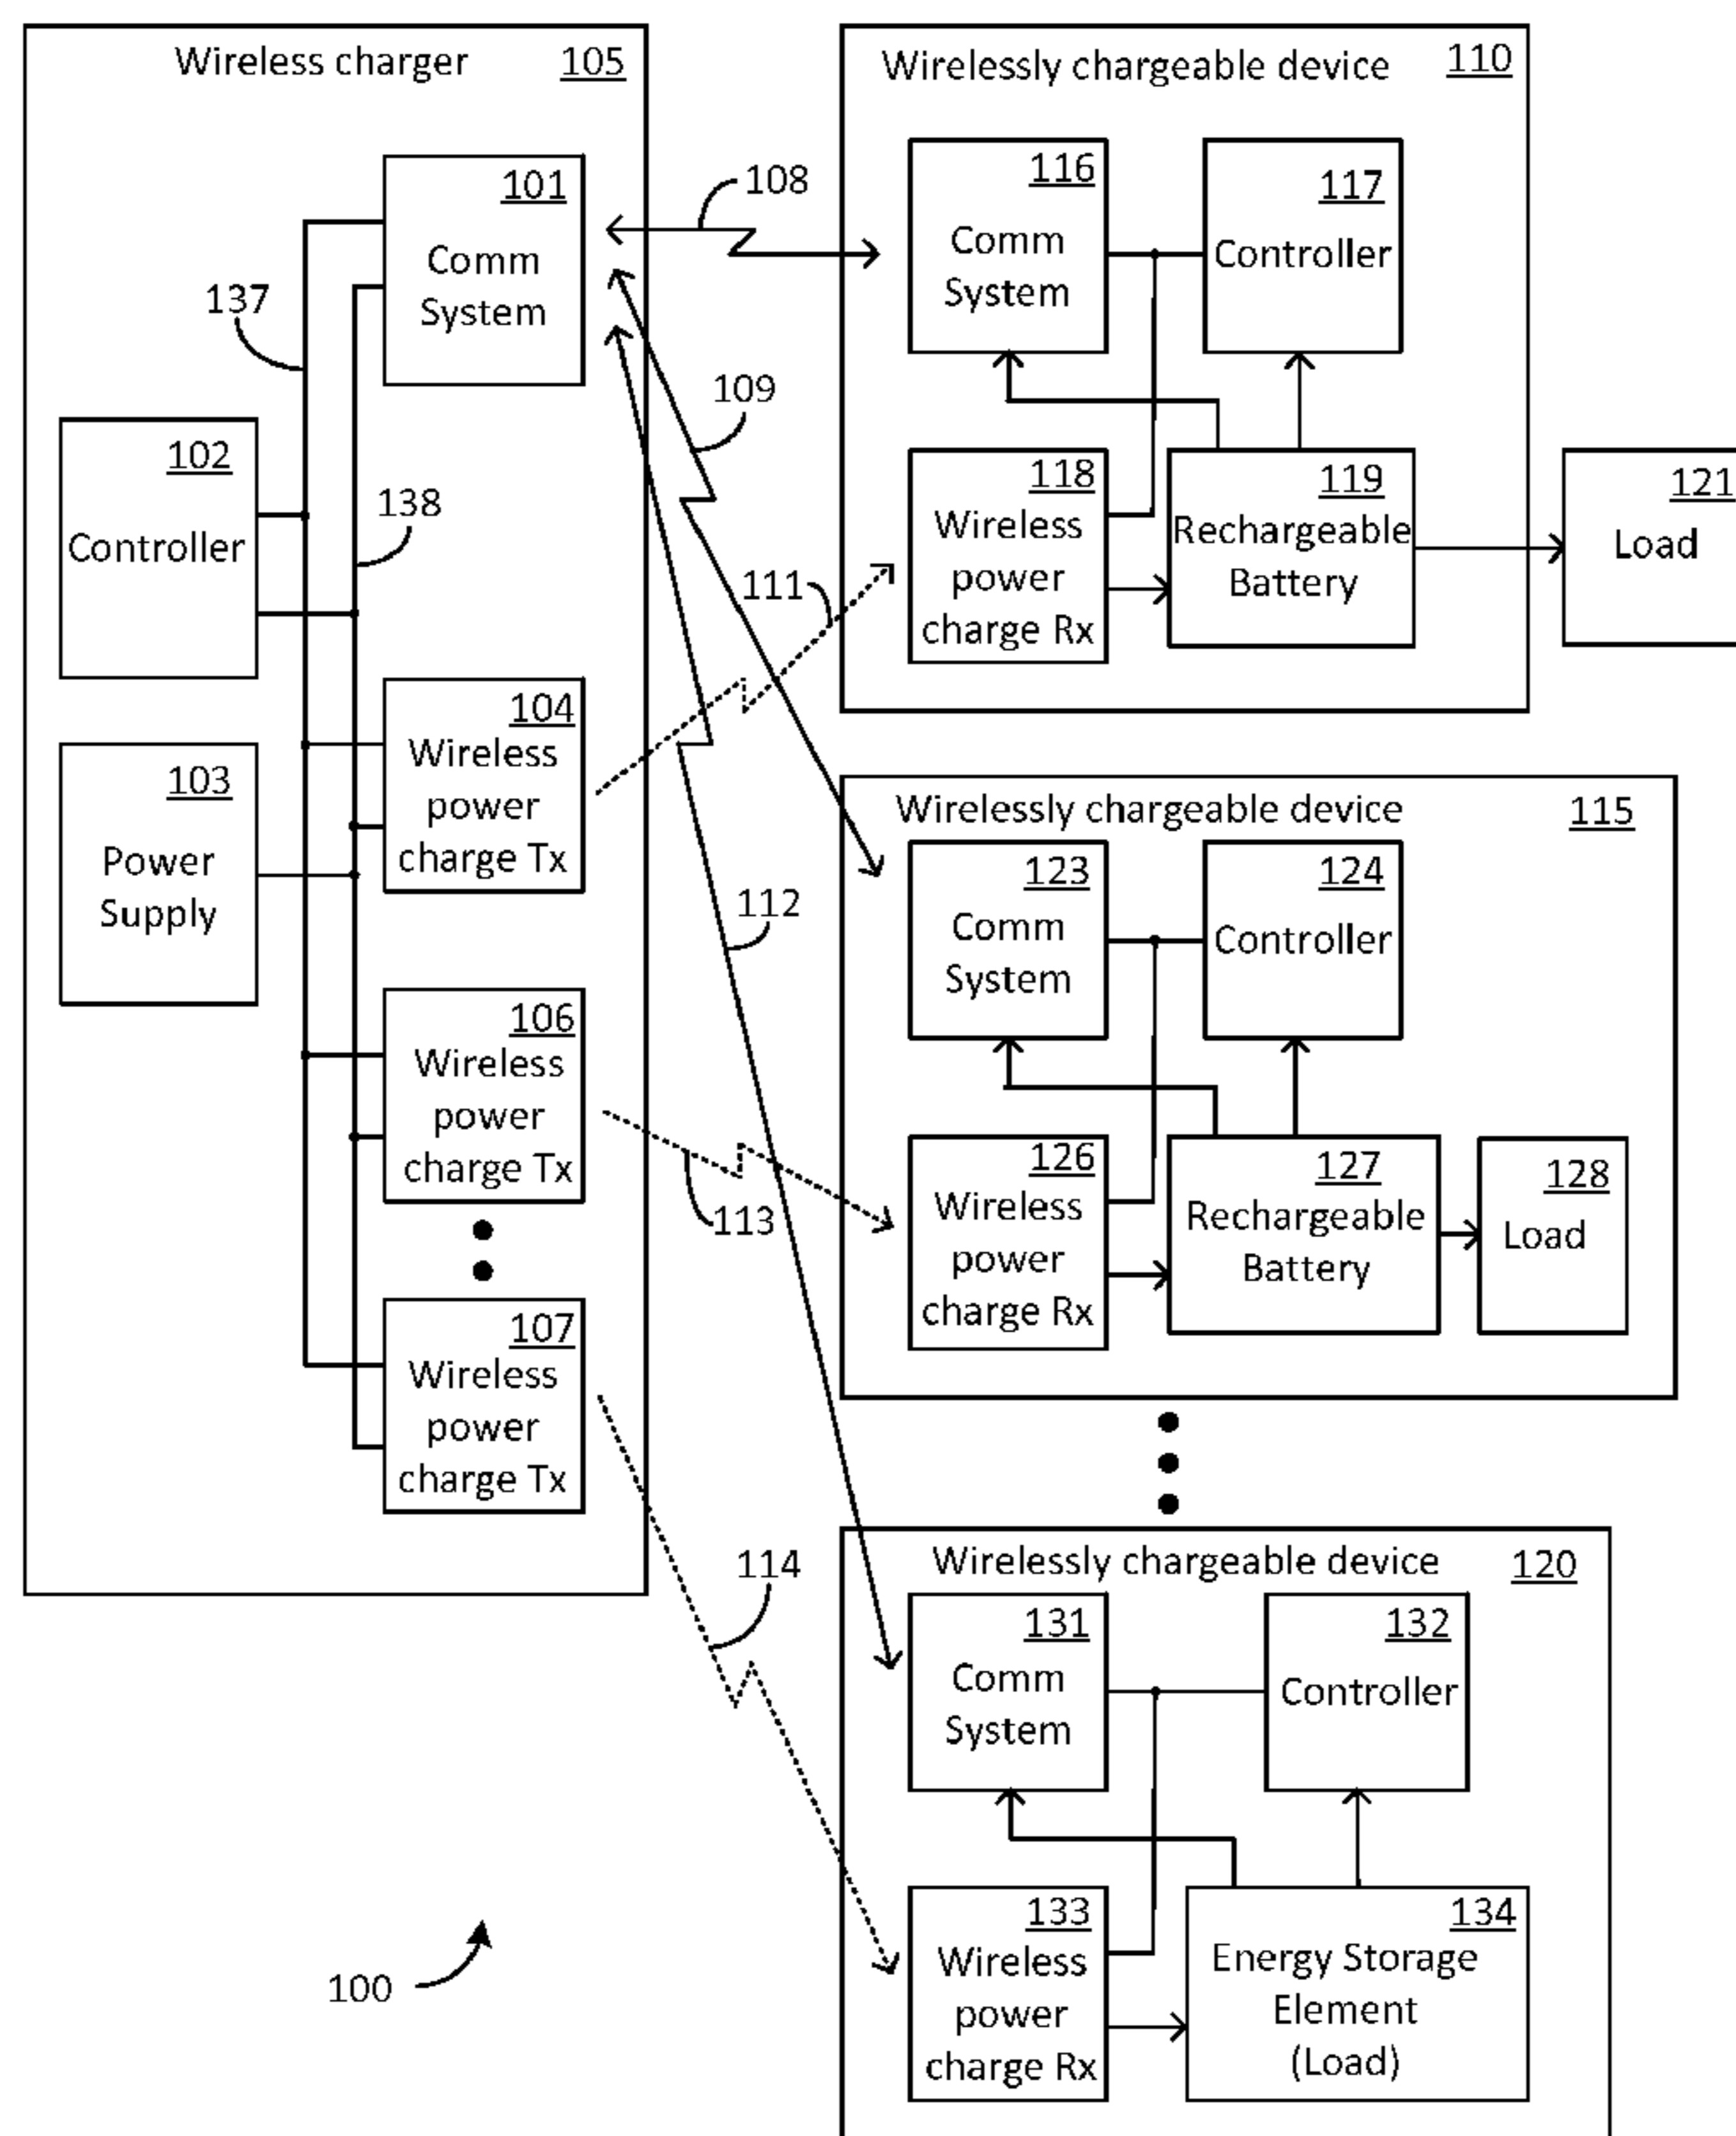 Wireless charger 105
101
Comm
System
137
102
Controller
138
103
Power
Supply
104
Wireless
power
charge Tx
106
Wireless
power
charge Tx
107
Wireless
power
charge Tx
108
109
111
112
113
114
100
Wirelessly chargeable device 110
116
Comm
System
117
Controller
118
Wireless
power
charge Rx
119
Rechargeable
Battery
121
Load
Wirelessly chargeable device 115
123
Comm
System
124
Controller
126
Wireless
power
charge Rx
127
Rechargeable
Battery
128
Load
Wirelessly chargeable device 120
131
Comm
System
132
Controller
133
Wireless
power
charge Rx
134
Energy Storage
Element
(Load)